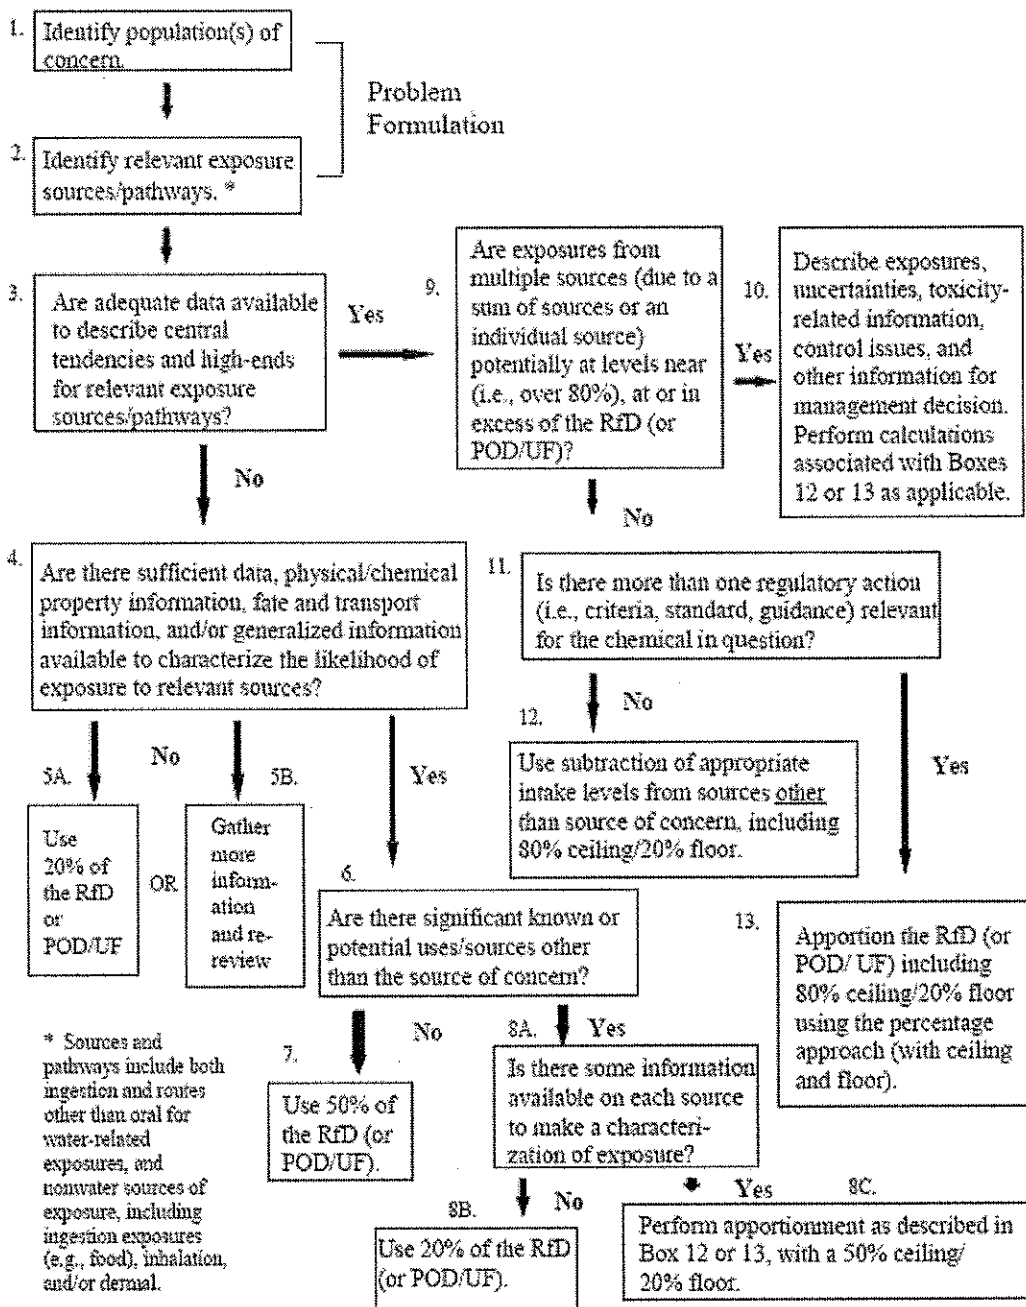 1. Identify population(s) of
concern.
Problem
Formulation
2. Identify relevant exposure
sources/pathways. *
3. Are adequate data available
to describe central
tendencies and high-ends
for relevant exposure
sources/pathways?
Yes
No
9. Are exposures from
multiple sources (due to a
sum of sources or an
individual source)
potentially at levels near
(i.e., over 80%), at or in
excess of the RfD (or
POD/UF)?
Yes
No
10. Describe exposures,
uncertainties, toxicity-
related information,
control issues, and
other information for
management decision.
Perform calculations
associated with Boxes
12 or 13 as applicable.
4. Are there sufficient data, physical/chemical
property information, fate and transport
information, and/or generalized information
available to characterize the likelihood of
exposure to relevant sources?
No
Yes
11. Is there more than one regulatory action
(i.e., criteria, standard, guidance) relevant
for the chemical in question?
No
Yes
5A. Use
20% of
the RfD
or
POD/UF
OR
5B. Gather
more
inform-
ation
and re-
review
12. Use subtraction of appropriate
intake levels from sources other
than source of concern, including
80% ceiling/20% floor.
6. Are there significant known or
potential uses/sources other
than the source of concern?
No
Yes
13. Apportion the RfD (or
POD/ UF) including
80% ceiling/20% floor
using the percentage
approach (with ceiling
and floor).
7. Use 50% of
the RfD (or
POD/UF).
8A. Is there some information
available on each source
to make a characteri-
zation of exposure?
No
Yes
8B. Use 20% of the RfD
(or POD/UF).
8C. Perform apportionment as described in
Box 12 or 13, with a 50% ceiling/
20% floor.
* Sources and
pathways include both
ingestion and routes
other than oral for
water-related
exposures, and
nonwater sources of
exposure, including
ingestion exposures
(e.g., food), inhalation,
and/or dermal.